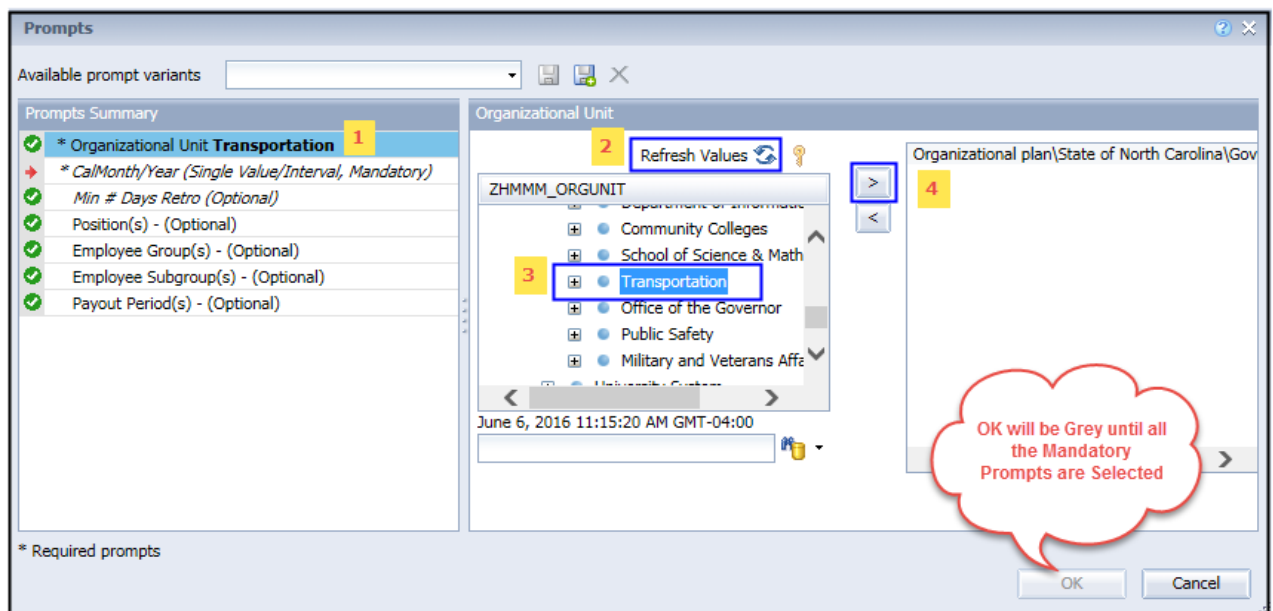 Prompts
Available prompt variants
Prompts Summary
* Organizational Unit Transportation 1
* CalMonth/Year (Single Value/Interval, Mandatory)
Min # Days Retro (Optional)
Position(s) - (Optional)
Employee Group(s) - (Optional)
Employee Subgroup(s) - (Optional)
Payout Period(s) - (Optional)
Organizational Unit
2 Refresh Values
ZHMMM_ORGUNIT
Community Colleges
School of Science & Math
3 Transportation
Office of the Governor
Public Safety
Military and Veterans Affa
University System
June 6, 2016 11:15:20 AM GMT-04:00
>
<
4
Organizational plan\State of North Carolina\Gov
OK will be Grey until all
the Mandatory
Prompts are Selected
* Required prompts
OK
Cancel